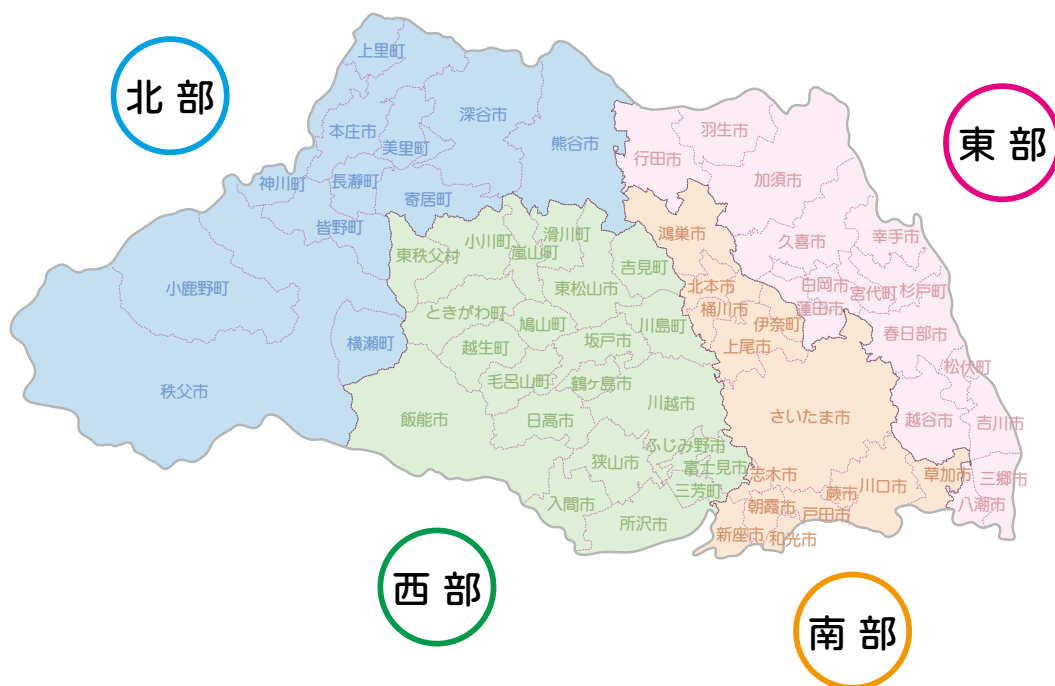 北部
上里町
本庄市
美里町
深谷市
熊谷市
神川町
長瀞町
寄居町
皆野町
小鹿野町
横瀬町
秩父市
東部
行田市
羽生市
加須市
久喜市
幸手市
白岡市
宮代町
杉戸町
蓮田市
春日部市
松伏町
越谷市
吉川市
三郷市
八潮市
西部
東秩父村
小川町
嵐山町
滑川町
吉見町
東松山市
ときがわ町
鳩山町
川島町
越生町
坂戸市
毛呂山町
鶴ヶ島市
飯能市
日高市
川越市
ふじみ野市
狭山市
富士見市
三芳町
入間市
所沢市
南部
鴻巣市
北本市
桶川市
伊奈町
上尾市
さいたま市
志木市
朝霞市
蕨市
川口市
草加市
戸田市
新座市
和光市